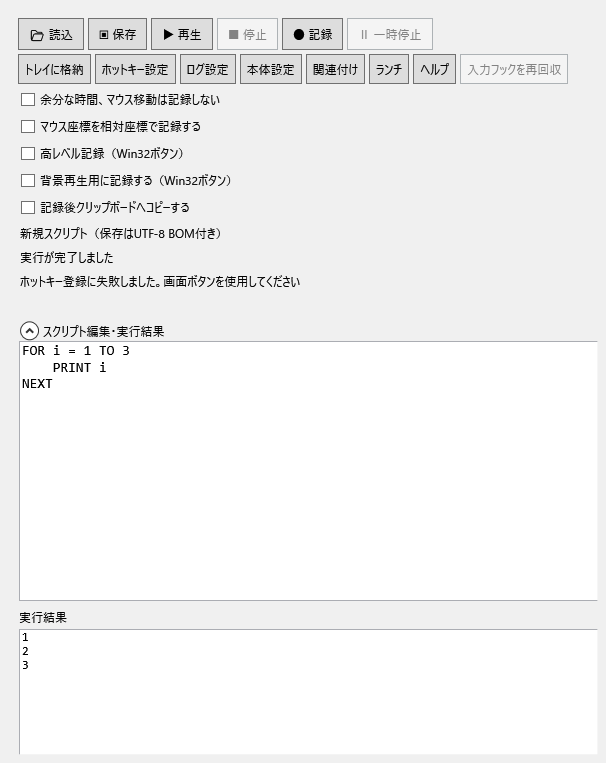 読込 保存 再生 停止 記録 一時停止
トレイに格納 ホットキー設定 ログ設定 本体設定 関連付け ランチ ヘルプ 入力フックを再回収
余分な時間、マウス移動は記録しない
マウス座標を相対座標で記録する
高レベル記録（Win32ボタン）
背景再生用に記録する（Win32ボタン）
記録後クリップボードへコピーする
新規スクリプト（保存はUTF-8 BOM付き）
実行が完了しました
ホットキー登録に失敗しました。画面ボタンを使用してください
スクリプト編集・実行結果
FOR i = 1 TO 3
    PRINT i
NEXT
実行結果
1
2
3